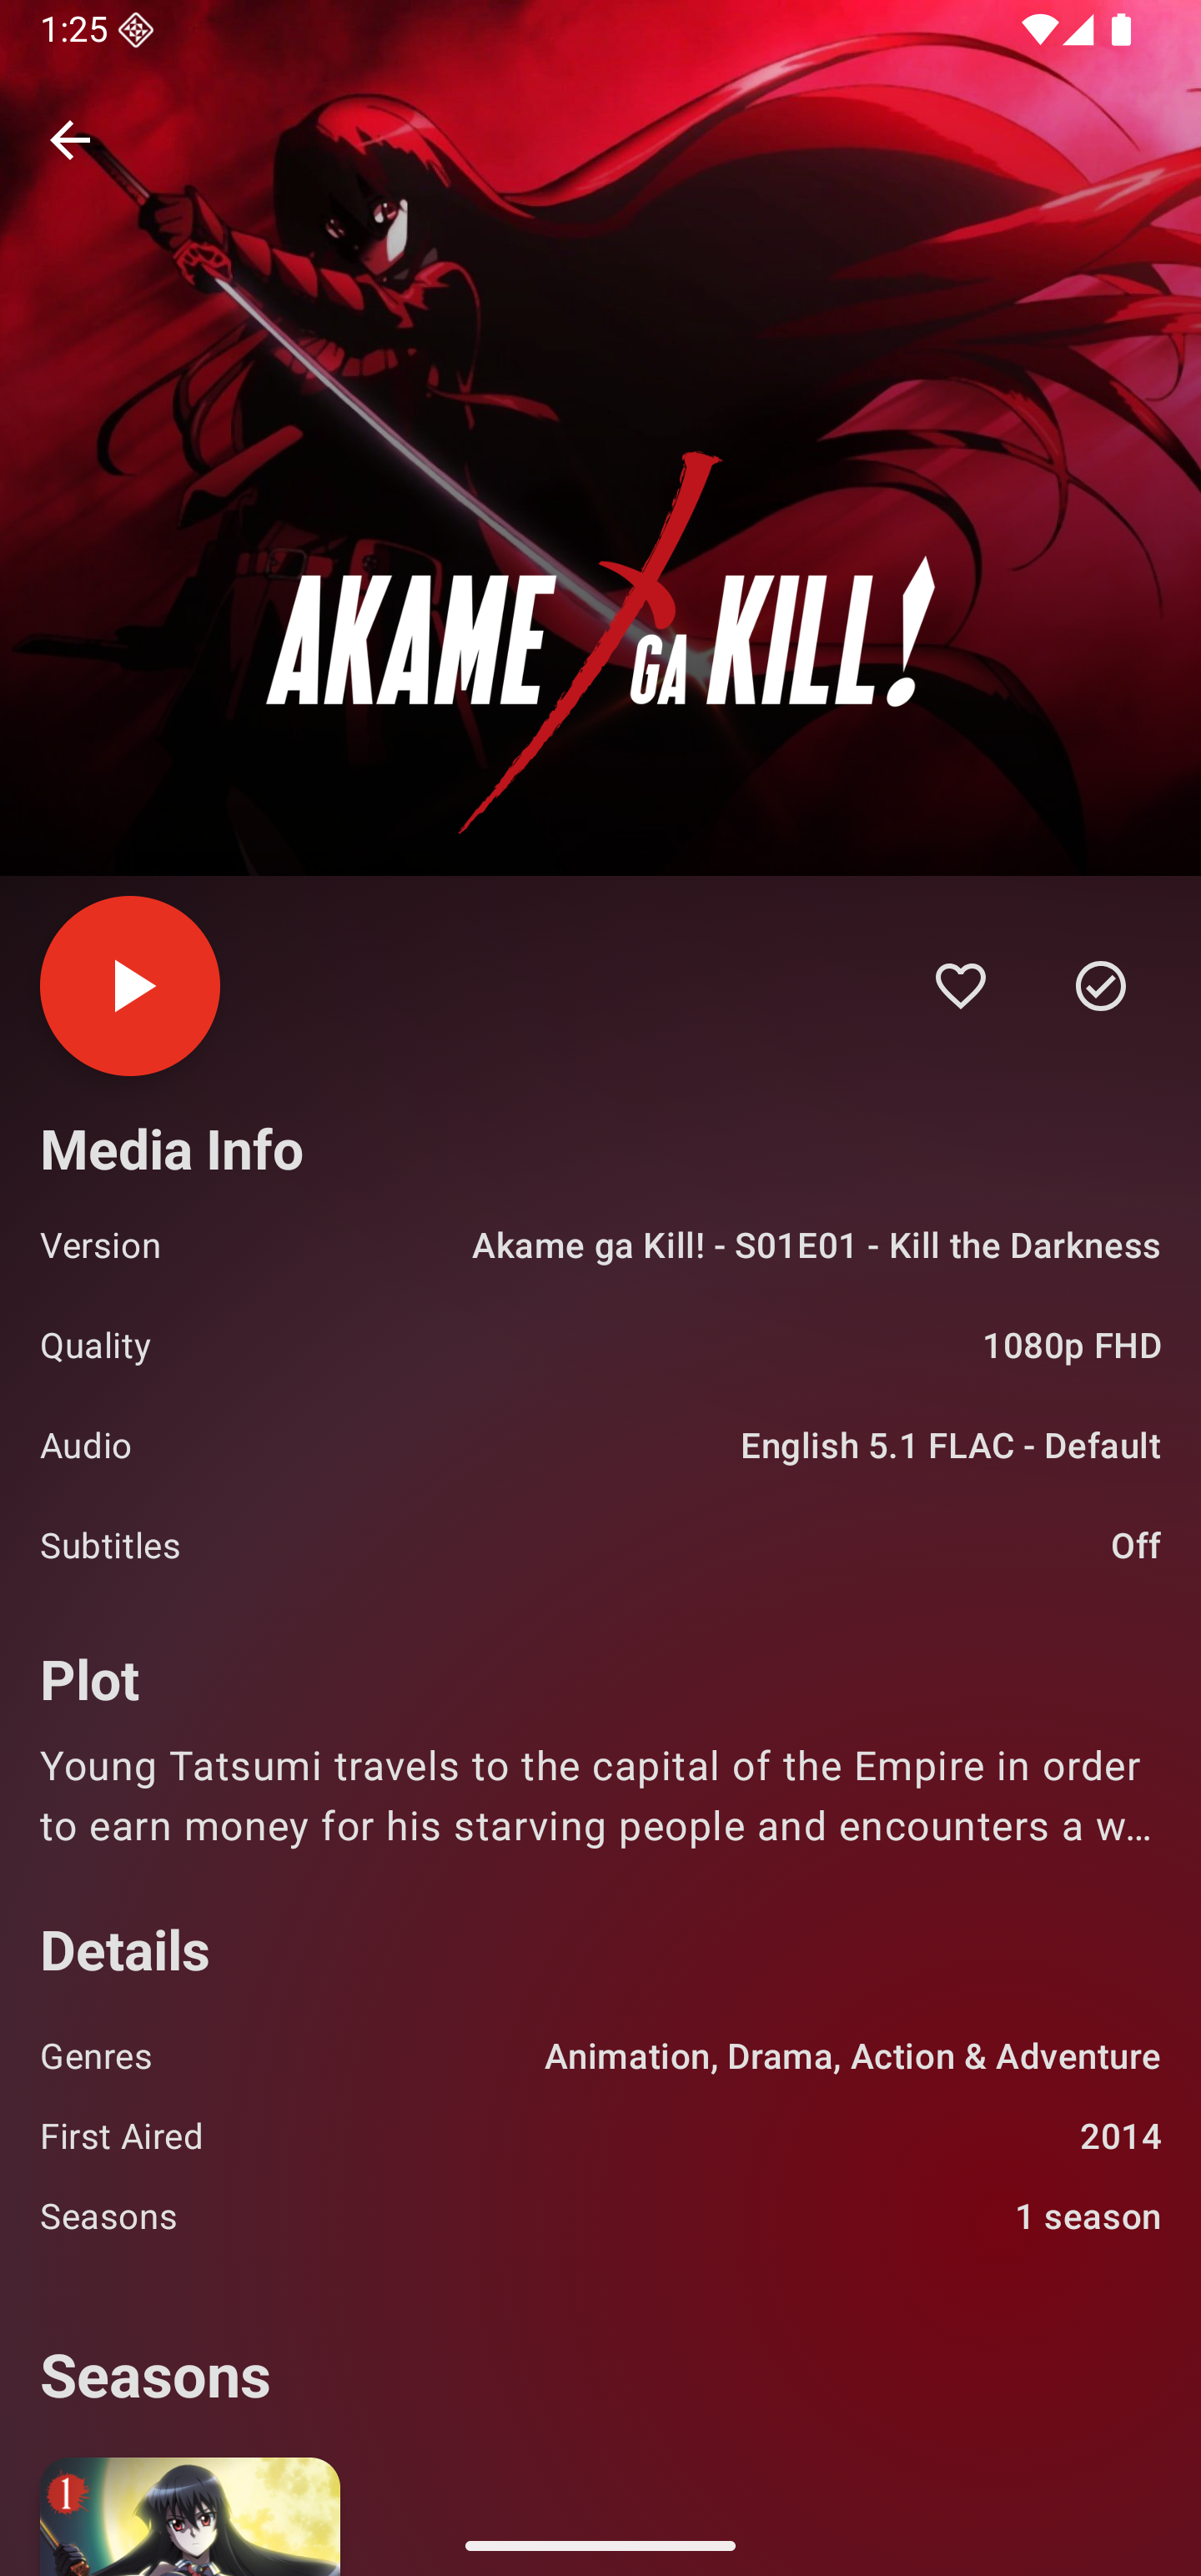 1:25
AKAME GA KILL!
Media Info
Version Akame ga Kill! - S01E01 - Kill the Darkness
Quality 1080p FHD
Audio English 5.1 FLAC - Default
Subtitles Off
Plot
Young Tatsumi travels to the capital of the Empire in order
to earn money for his starving people and encounters a w…
Details
Genres Animation, Drama, Action & Adventure
First Aired 2014
Seasons 1 season
Seasons
1